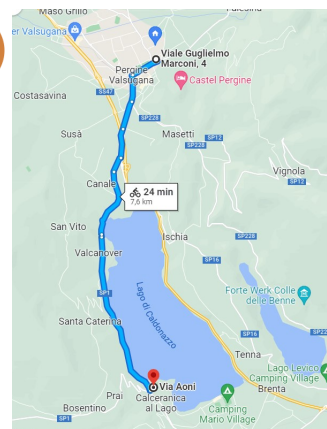 Maso Grillo
Palesina
er Valsugana
Viale Guglielmo
Marconi, 4
Pergine
Valsugana
Castel Pergine
SS47
Costasavina
SP228
SP12
Susà
Masetti
SP228
SP12
Vignola
Canale
24 min
7,6 km
San Vito
Ischia
SP228
Valcanover
SP16
Forte Werk Colle
delle Benne
SP1
Lago di Caldonazzo
Santa Caterina
SP16
Tenna
Lago Levico
Camping Village
Via Aoni
Prai
Calceranica
al Lago
Brenta
Bosentino
Camping
Mario Village
SP1